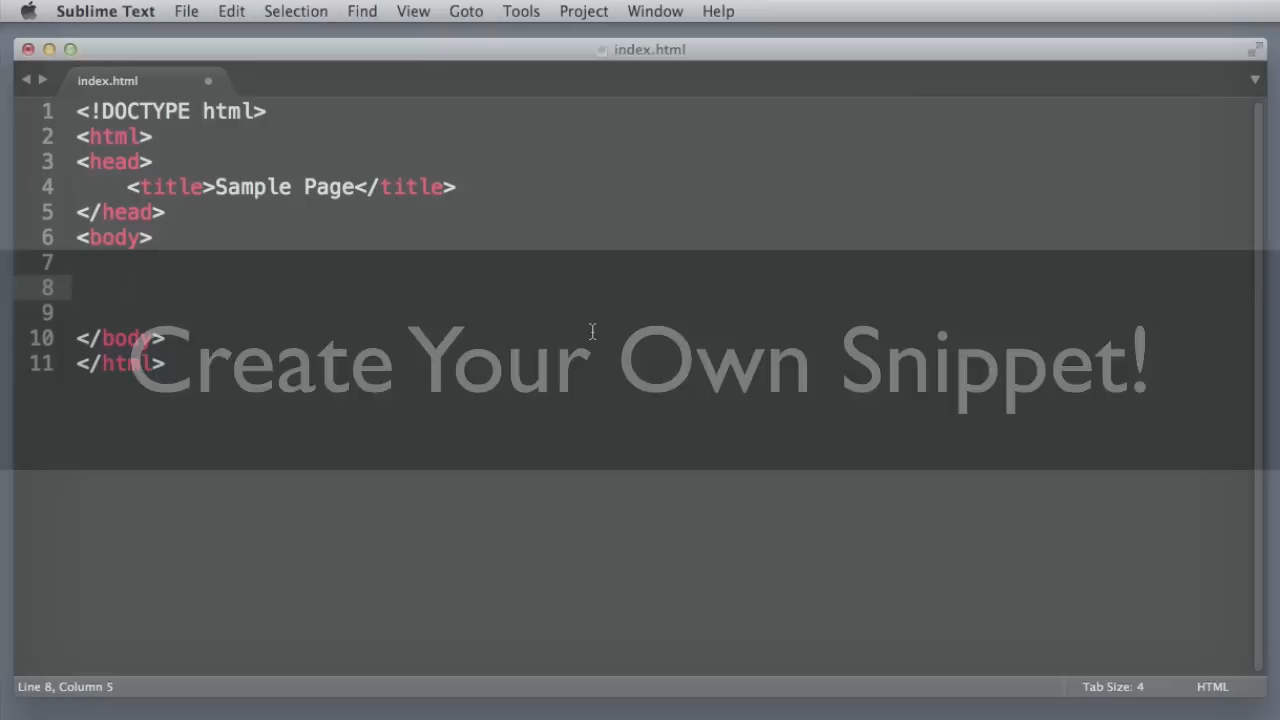 Sublime Text File Edit Selection Find View Goto Tools Project Window Help
index.html
index.html
1 <!DOCTYPE html>
2 <html>
3 <head>
4     <title>Sample Page</title>
5 </head>
6 <body>
7
8
9
10 </body>
11 </html>
Create Your Own Snippet!
Line 8, Column 5 Tab Size: 4 HTML